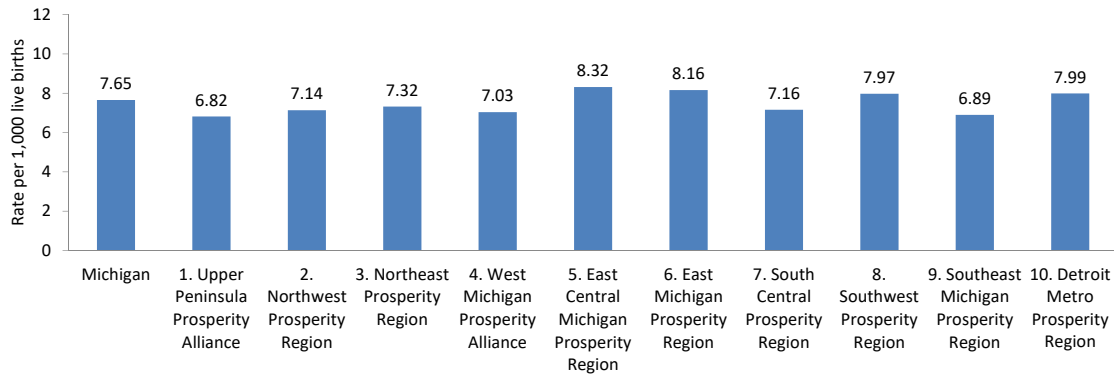 Rate per 1,000 live births
12
10
8
6
4
2
0
7.65
6.82
7.14
7.32
7.03
8.32
8.16
7.16
7.97
6.89
7.99
Michigan
1. Upper
Peninsula
Prosperity
Alliance
2.
Northwest
Prosperity
Region
3. Northeast
Prosperity
Region
4. West
Michigan
Prosperity
Alliance
5. East
Central
Michigan
Prosperity
Region
6. East
Michigan
Prosperity
Region
7. South
Central
Prosperity
Region
8.
Southwest
Prosperity
Region
9. Southeast
Michigan
Prosperity
Region
10. Detroit
Metro
Prosperity
Region